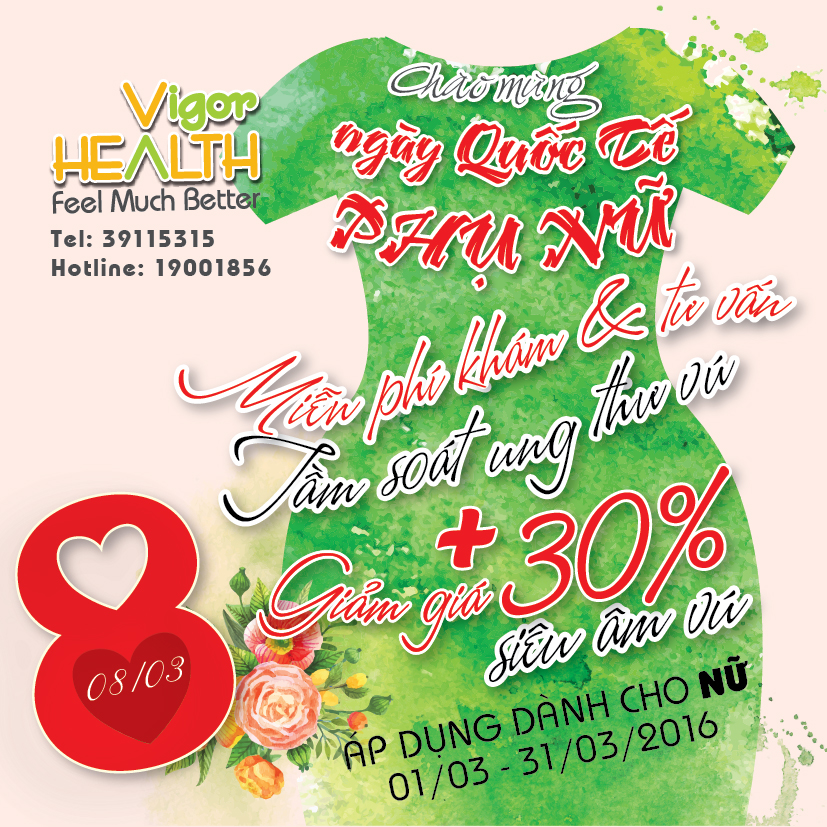 Vigor
HEALTH
Feel Much Better
Tel: 39115315
Hotline: 19001856
Chào mừng
ngày Quốc Tế
PHỤ NỮ
Miễn phí khám & tư vấn
Tầm soát ung thư vú
+
Giảm giá 30%
siêu âm vú
08/03
ÁP DỤNG DÀNH CHO NỮ
01/03 - 31/03/2016